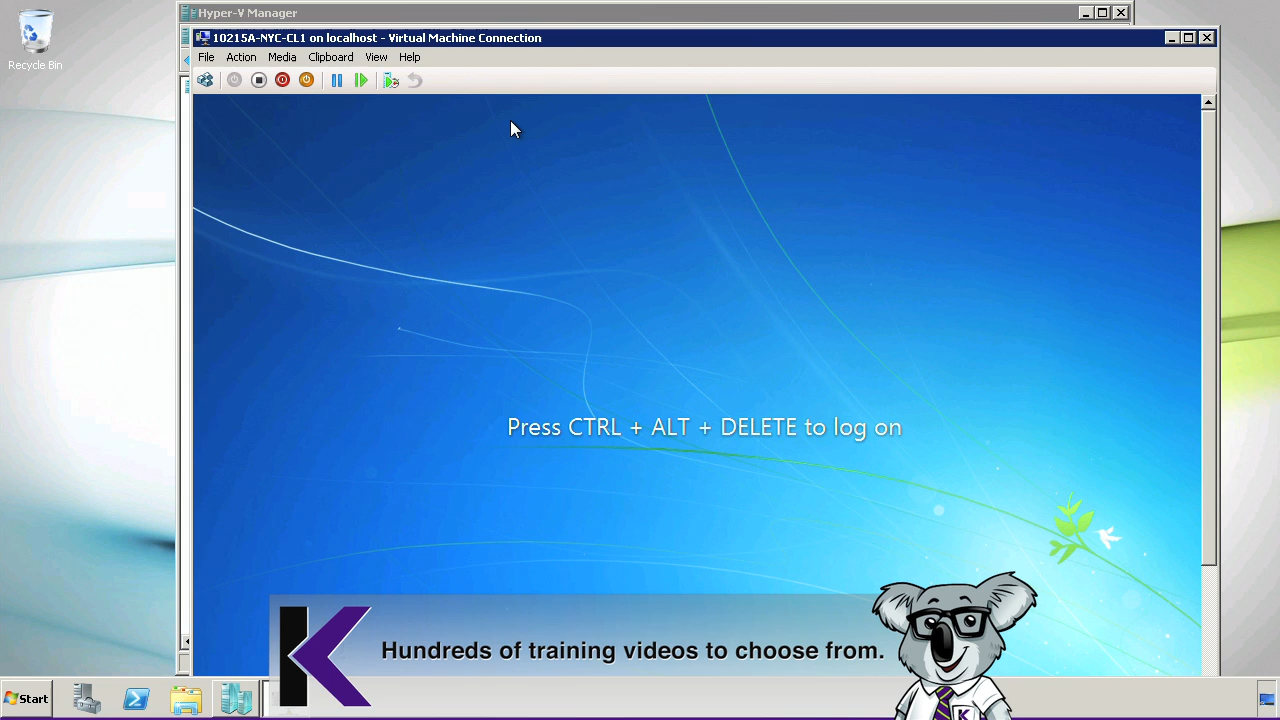 Hyper-V Manager
Recycle Bin
10215A-NYC-CL1 on localhost - Virtual Machine Connection
File Action Media View Clipboard Help
Press CTRL + ALT + DELETE to log on
K Hundreds of training videos to choose from.
K
Start